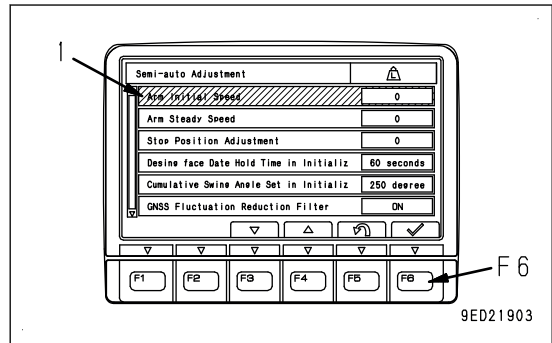 1
Semi-auto Adjustment
L
Arm Initial Speed 0
Arm Steady Speed 0
Stop Position Adjustment 0
Desine face Date Hold Time in Initializ 60 seconds
Cumulative Swine Anele Set in Initializ 250 deeree
GNSS Fluctuation Reduction Filter ON
F1 F2 F3 F4 F5 F6
F6
9ED21903